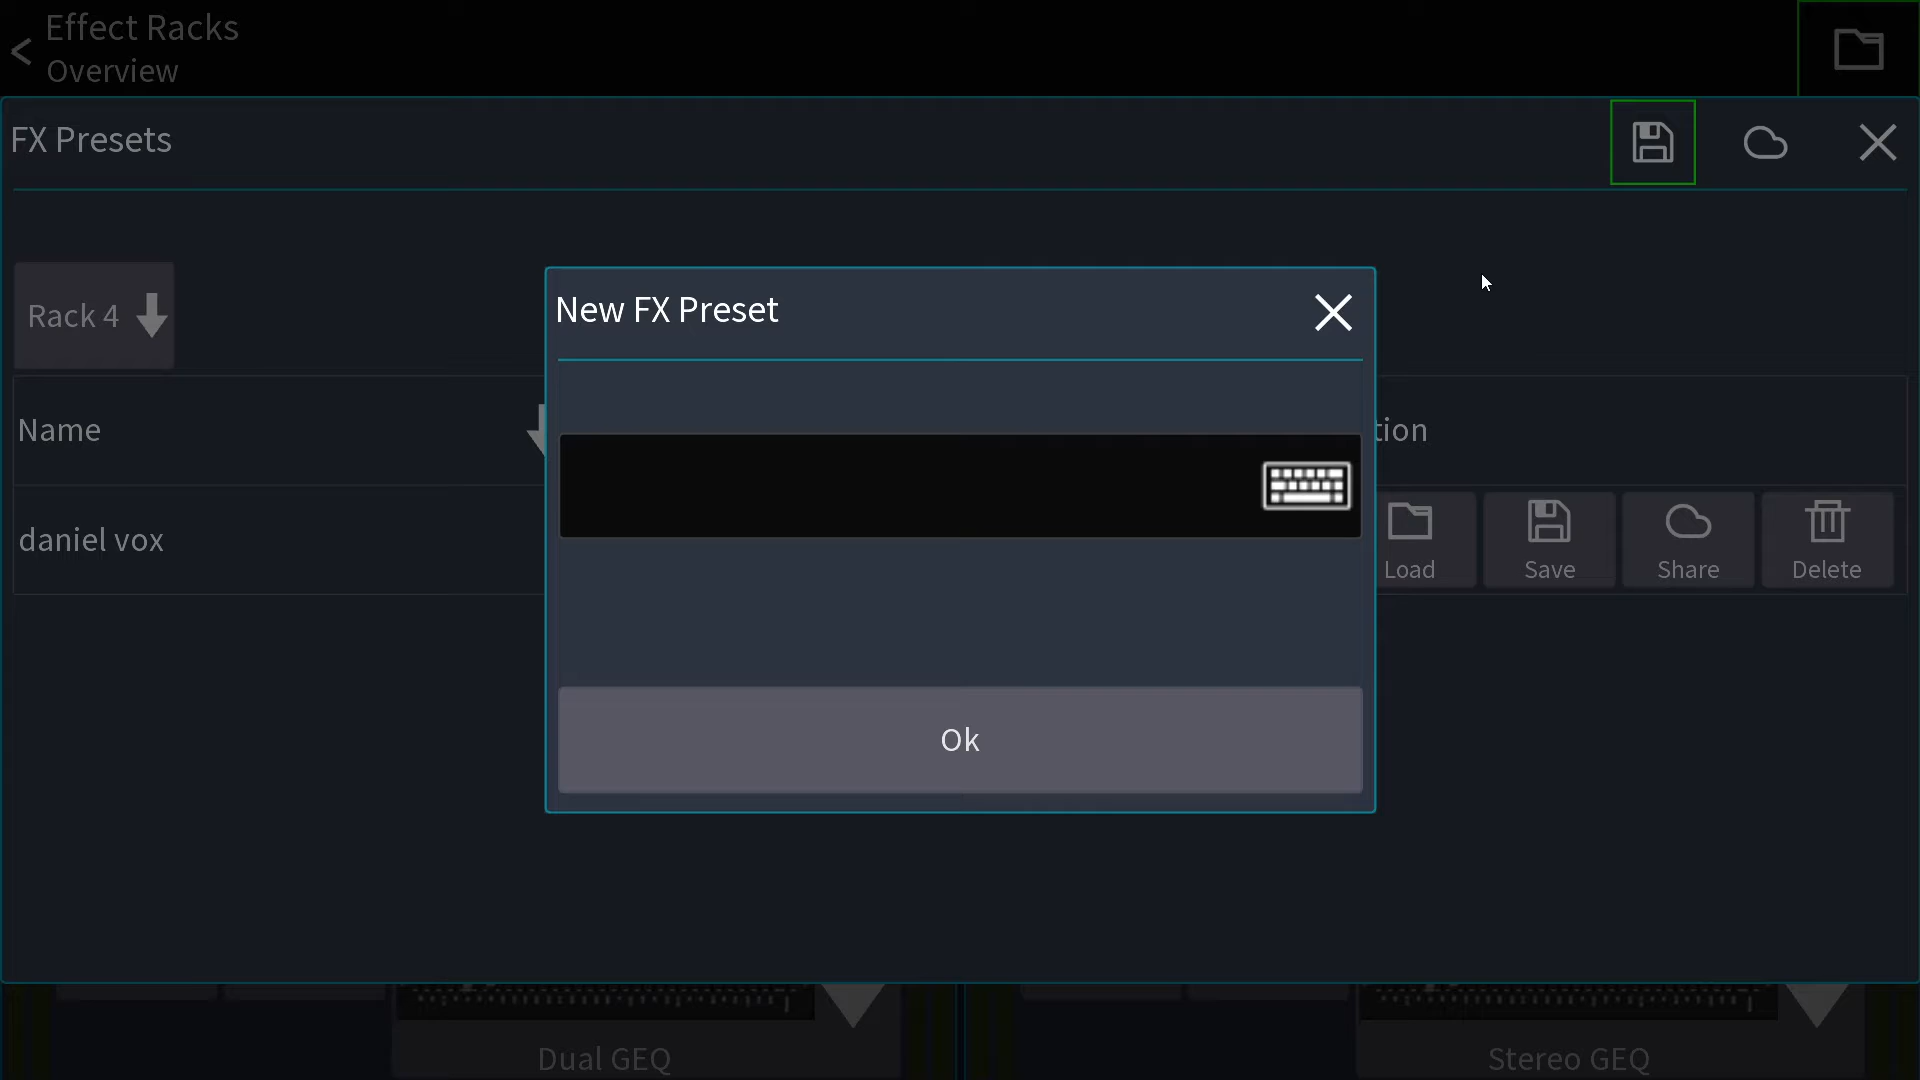 Effect Racks
Overview
FX Presets
New FX Preset
Rack 4
Name
tion
daniel vox
Load
Save
Share
Delete
Ok
Dual GEQ
Stereo GEQ